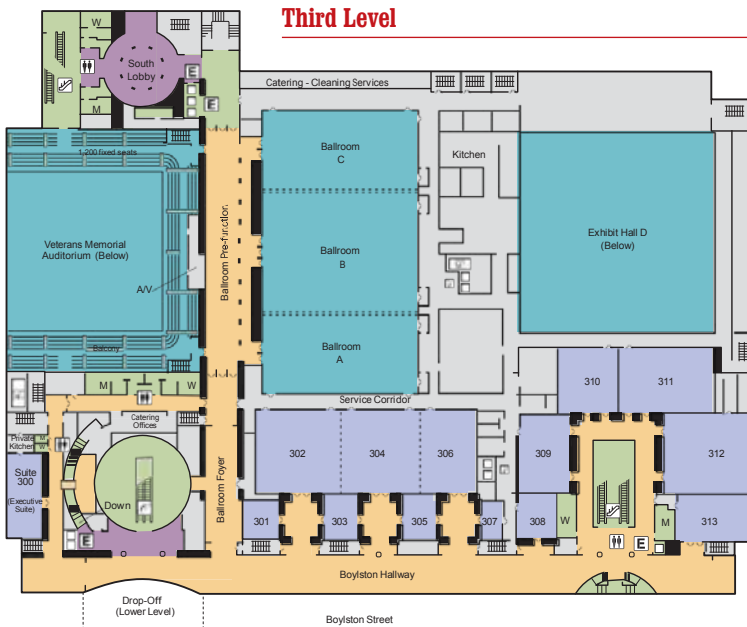 Third Level
W
South
Lobby
E
E
M
Catering - Cleaning Services
1,200 fixed seats
Ballroom
C
Kitchen
Veterans Memorial
Auditorium (Below)
A/V
Ballroom Pre-function
Ballroom
B
Exhibit Hall D
(Below)
Ballroom
A
Balcony
M
W
Service Corridor
310
311
Catering
Offices
Private
Kitchen
M
W
Suite
300
(Executive
Suite)
Down
E
Ballroom Foyer
302
304
306
309
312
301
303
305
307
308
W
M
313
E
Boylston Hallway
Drop-Off
(Lower Level)
Boylston Street